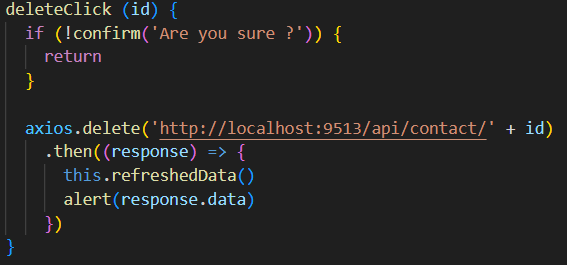 deleteClick (id) {
if (!confirm('Are you sure ?')) {
return
}
axios.delete('http://localhost:9513/api/contact/' + id)
.then((response) => {
this.refreshedData()
alert(response.data)
})
}